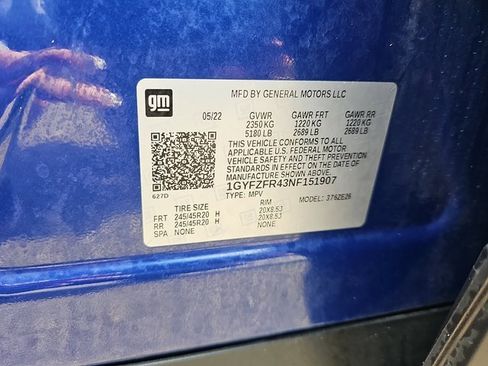 gm
MFD BY GENERAL MOTORS LLC
05/22 GVWR GAWR FRT GAWR RR
2350 KG 1220 KG 1220 KG
5180 LB 2689 LB 2689 LB
THIS VEHICLE CONFORMS TO ALL
APPLICABLE U.S. FEDERAL MOTOR
VEHICLE SAFETY AND THEFT
PREVENTION STANDARDS IN EFFECT
ON THE DATE OF MANUFACTURE
SHOWN ABOVE.
1GYFZFR43NF151907
627D TYPE: MPV MODEL: 376ZE26
TIRE SIZE RIM
FRT 245/45R20 H 20X8.5J
RR 245/45R20 H 20X8.5J
SPA NONE NONE